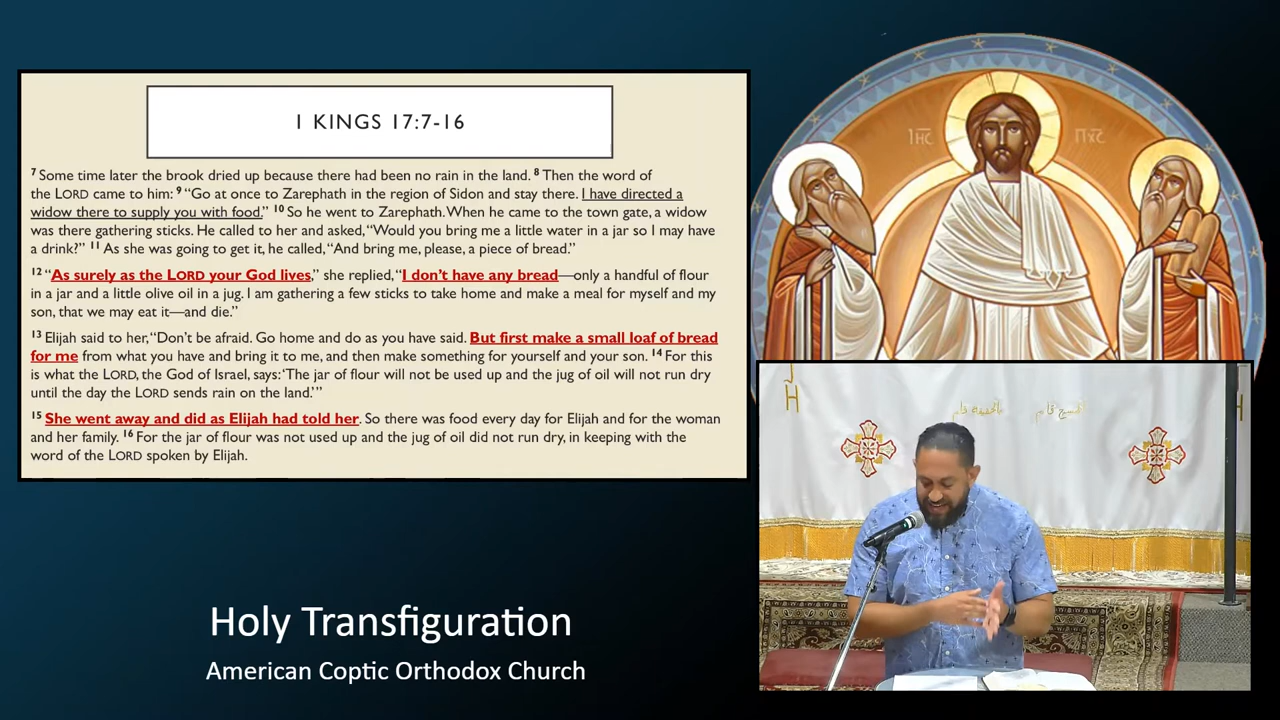 1 KINGS 17:7-16
7 Some time later the brook dried up because there had been no rain in the land. 8 Then the word of
the LORD came to him: 9 “Go at once to Zarephath in the region of Sidon and stay there. I have directed a
widow there to supply you with food.” 10 So he went to Zarephath. When he came to the town gate, a widow
was there gathering sticks. He called to her and asked, “Would you bring me a little water in a jar so I may have
a drink?” 11 As she was going to get it, he called, “And bring me, please, a piece of bread.”
12 “As surely as the LORD your God lives,” she replied, “I don’t have any bread—only a handful of flour
in a jar and a little olive oil in a jug. I am gathering a few sticks to take home and make a meal for myself and my
son, that we may eat it—and die.”
13 Elijah said to her, “Don’t be afraid. Go home and do as you have said. But first make a small loaf of bread
for me from what you have and bring it to me, and then make something for yourself and your son. 14 For this
is what the LORD, the God of Israel, says: ‘The jar of flour will not be used up and the jug of oil will not run dry
until the day the LORD sends rain on the land.’”
15 She went away and did as Elijah had told her. So there was food every day for Elijah and for the woman
and her family. 16 For the jar of flour was not used up and the jug of oil did not run dry, in keeping with the
word of the LORD spoken by Elijah.
Holy Transfiguration
American Coptic Orthodox Church
المسيح قام بالحقيقة قام